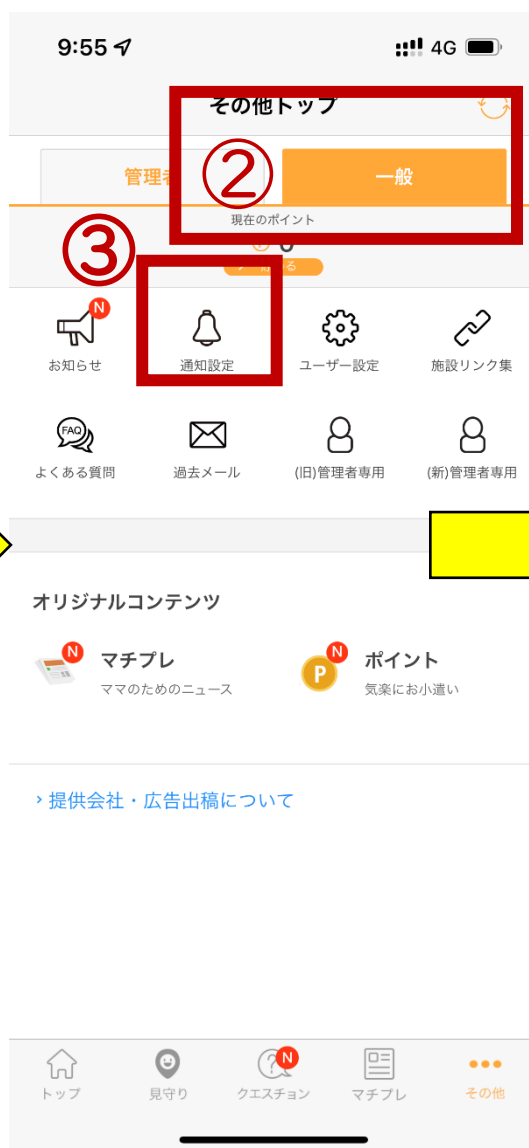 9:55
4G
その他トップ
②
管理者
一般
③
現在のポイント
0
N
お知らせ
通知設定
ユーザー設定
施設リンク集
FAQ
よくある質問
過去メール
(旧)管理者専用
(新)管理者専用
オリジナルコンテンツ
N
マチプレ
ママのためのニュース
N
P
ポイント
気楽にお小遣い
› 提供会社・広告出稿について
N
トップ
見守り
クエスチョン
マチプレ
その他